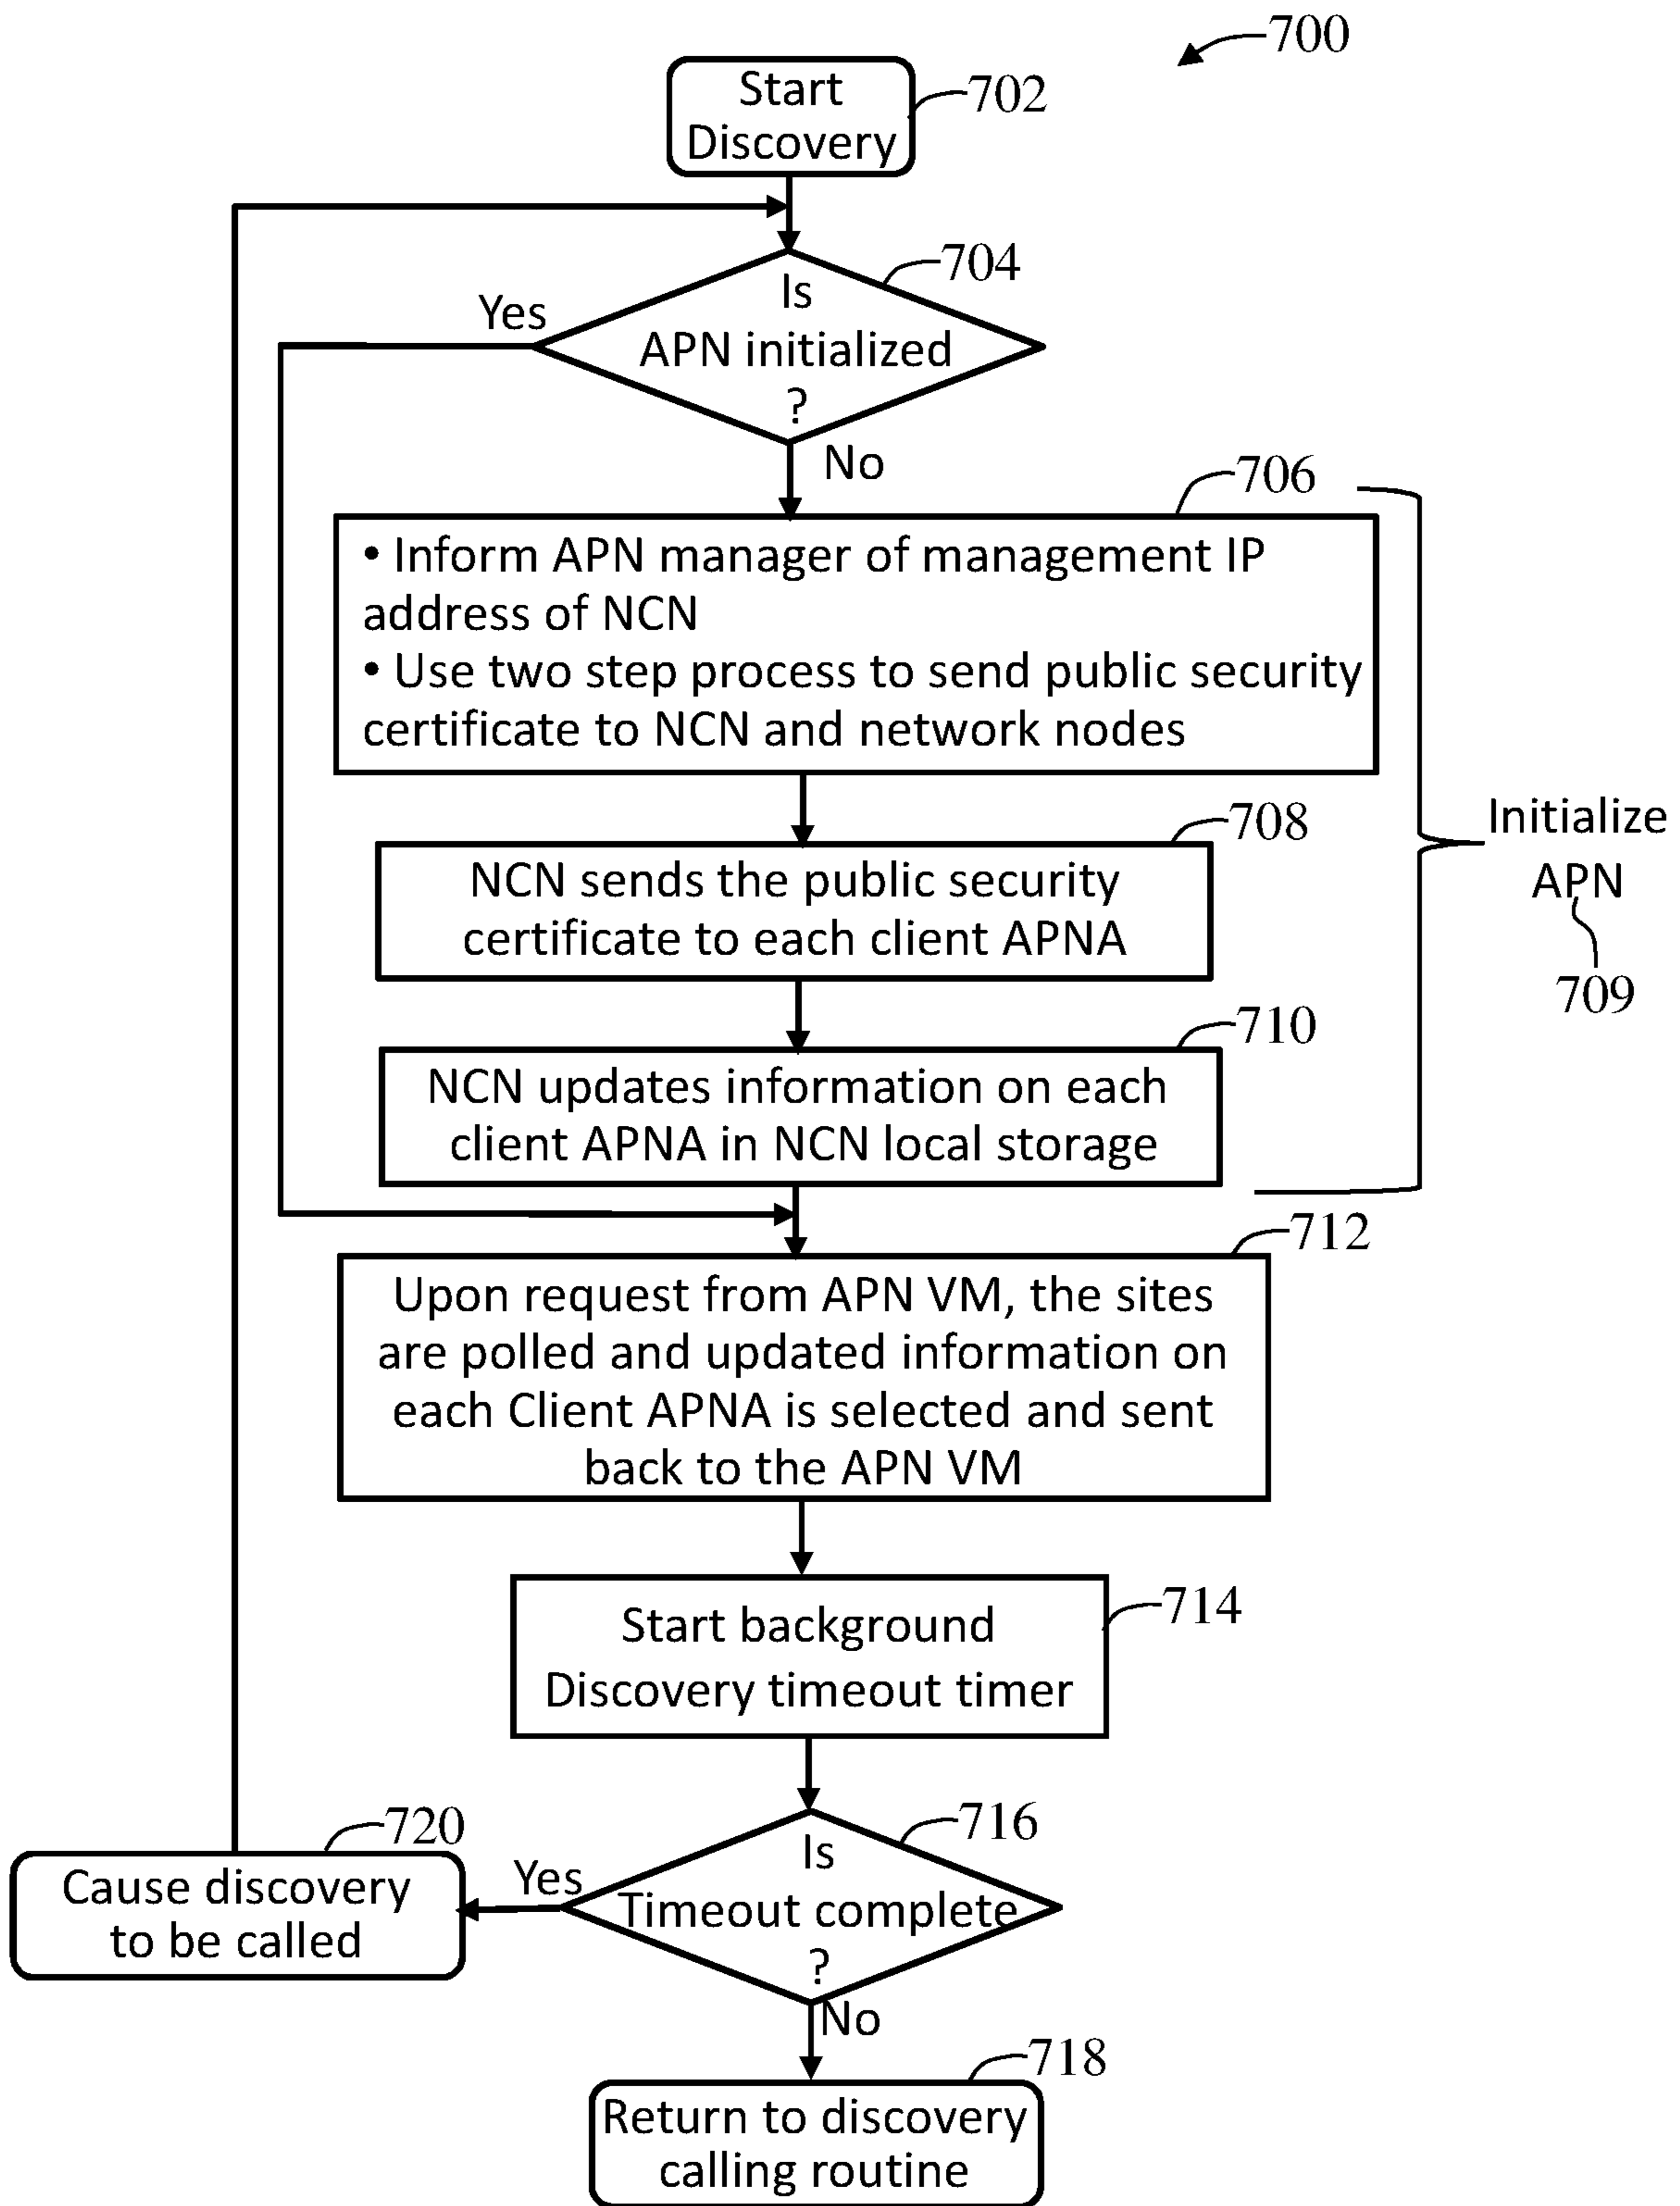 700
Start
Discovery
702
704
Is
APN initialized
?
Yes
No
706
• Inform APN manager of management IP
address of NCN
• Use two step process to send public security
certificate to NCN and network nodes
708
NCN sends the public security
certificate to each client APNA
Initialize
APN
709
710
NCN updates information on each
client APNA in NCN local storage
712
Upon request from APN VM, the sites
are polled and updated information on
each Client APNA is selected and sent
back to the APN VM
714
Start background
Discovery timeout timer
716
Is
Timeout complete
?
Yes
720
Cause discovery
to be called
No
718
Return to discovery
calling routine